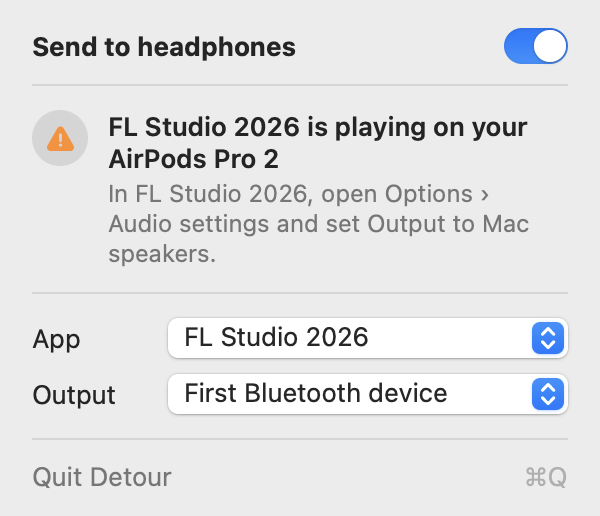 Send to headphones
FL Studio 2026 is playing on your
AirPods Pro 2
In FL Studio 2026, open Options ›
Audio settings and set Output to Mac
speakers.
App
FL Studio 2026
Output
First Bluetooth device
Quit Detour ⌘Q